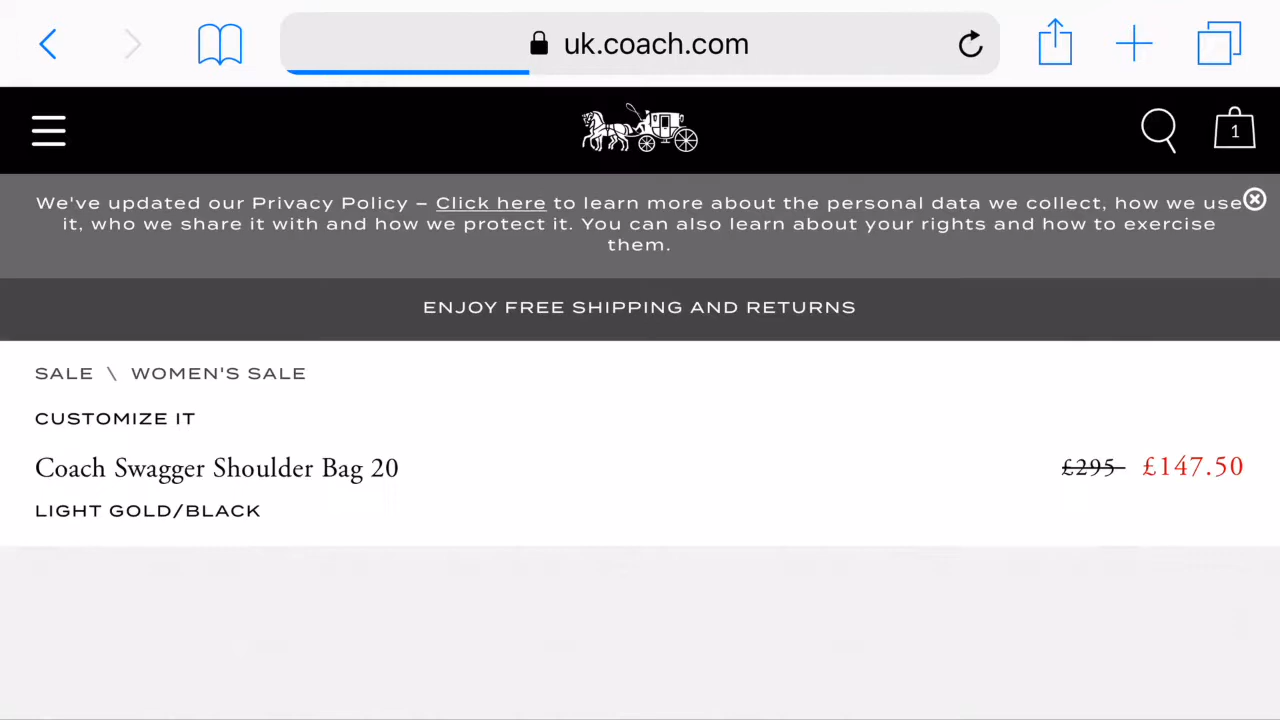 uk.coach.com
1
We've updated our Privacy Policy – Click here to learn more about the personal data we collect, how we use
it, who we share it with and how we protect it. You can also learn about your rights and how to exercise
them.
ENJOY FREE SHIPPING AND RETURNS
SALE \ WOMEN'S SALE
CUSTOMIZE IT
Coach Swagger Shoulder Bag 20 £295 £147.50
LIGHT GOLD/BLACK